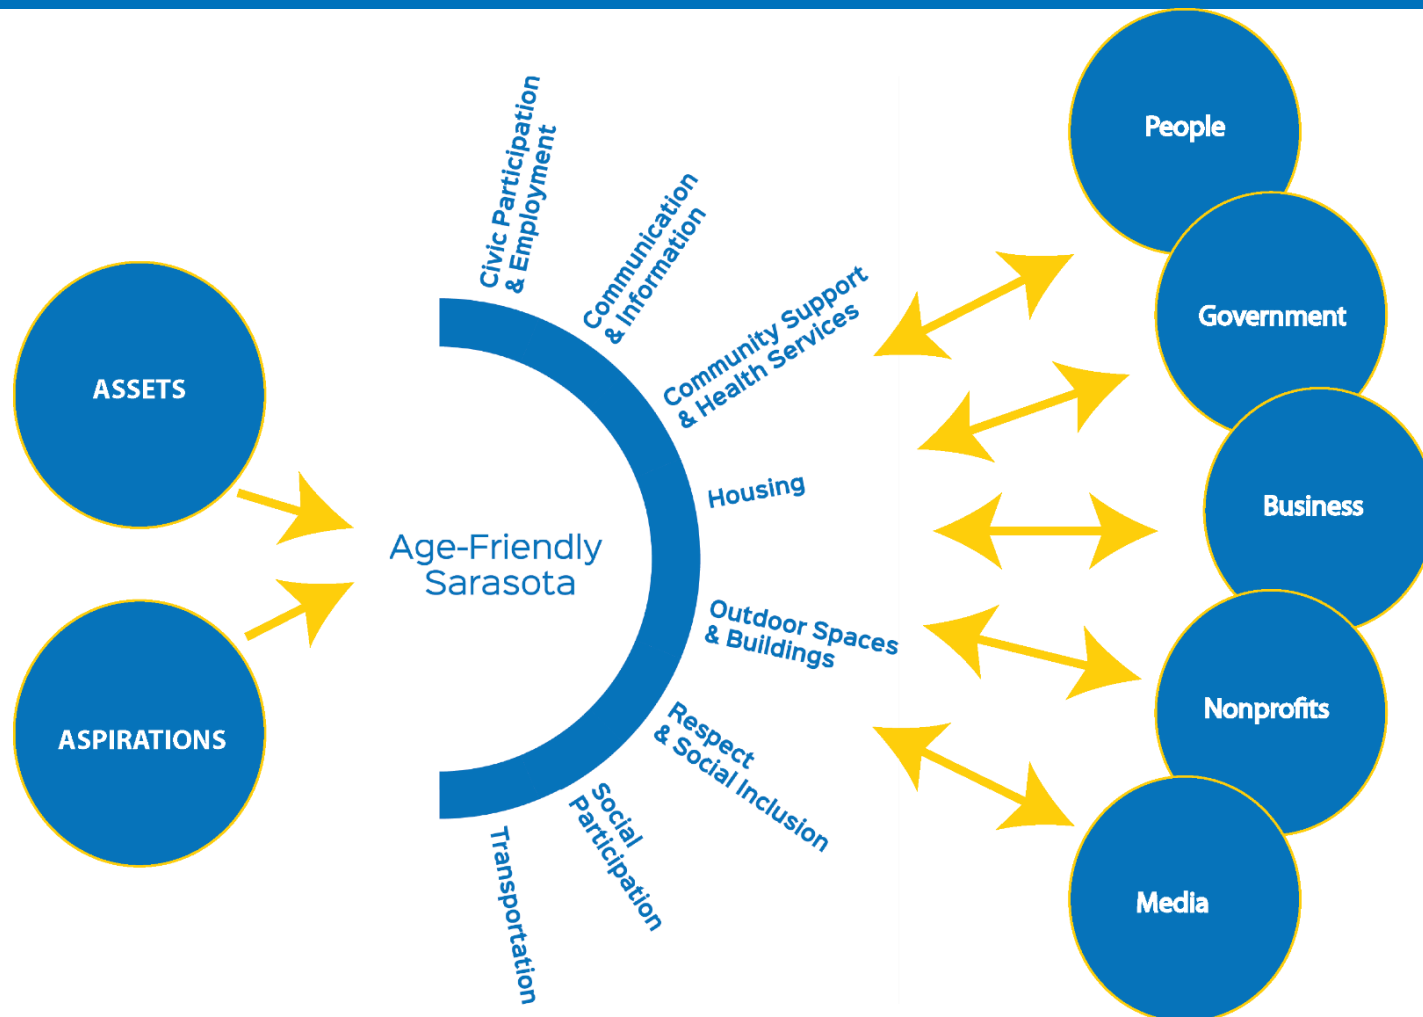 ASSETS
ASPIRATIONS
Age-Friendly
Sarasota
Civic Participation
& Employment
Communication
& Information
Community Support
& Health Services
Housing
Outdoor Spaces
& Buildings
Respect
& Social Inclusion
Social
Participation
Transportation
People
Government
Business
Nonprofits
Media